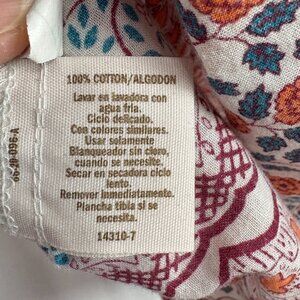 100% COTTON/ALGODON
Lavar en lavadora con
agua fria.
Ciclo delicado.
Con colores similares.
Usar solamente
Blanqueador sin cloro,
cuando se necesite.
Secar en secadora ciclo
lento.
Remover Inmediatamente.
Plancha tibia si se
necesita.
14310-7